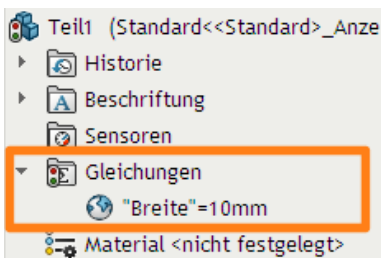 Teil1 (Standard<<Standard>_Anze
Historie
Beschriftung
Sensoren
Gleichungen
"Breite"=10mm
Material <nicht festgelegt>